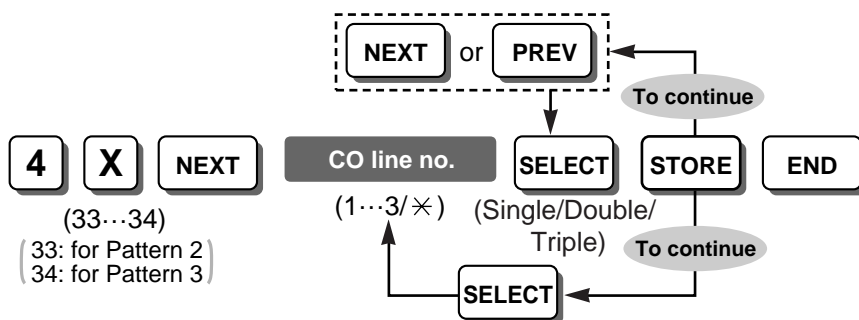 NEXT or PREV
To continue
4 X NEXT CO line no. SELECT STORE END
(33···34) (1···3/✳) (Single/Double/
Triple)
33: for Pattern 2
34: for Pattern 3
To continue
SELECT